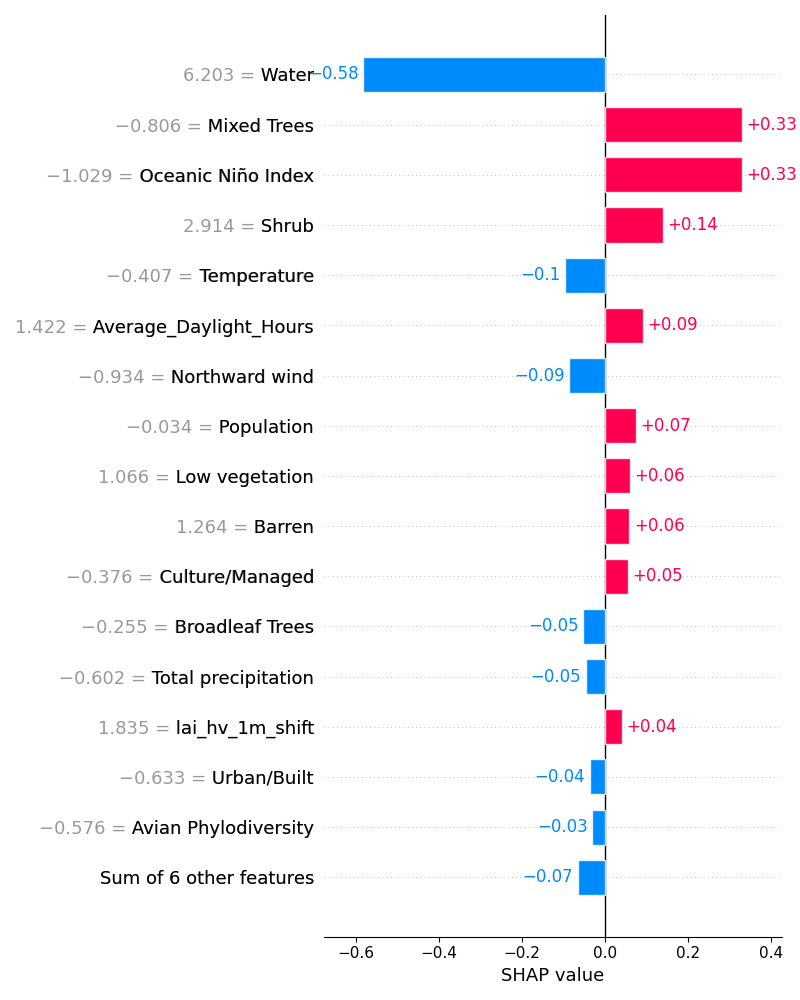 6.203 = Water −0.58
−0.806 = Mixed Trees +0.33
−1.029 = Oceanic Niño Index +0.33
2.914 = Shrub +0.14
−0.407 = Temperature −0.1
1.422 = Average_Daylight_Hours +0.09
−0.934 = Northward wind −0.09
−0.034 = Population +0.07
1.066 = Low vegetation +0.06
1.264 = Barren +0.06
−0.376 = Culture/Managed +0.05
−0.255 = Broadleaf Trees −0.05
−0.602 = Total precipitation −0.05
1.835 = lai_hv_1m_shift +0.04
−0.633 = Urban/Built −0.04
−0.576 = Avian Phylodiversity −0.03
Sum of 6 other features −0.07
−0.6 −0.4 −0.2 0.0 0.2 0.4
SHAP value